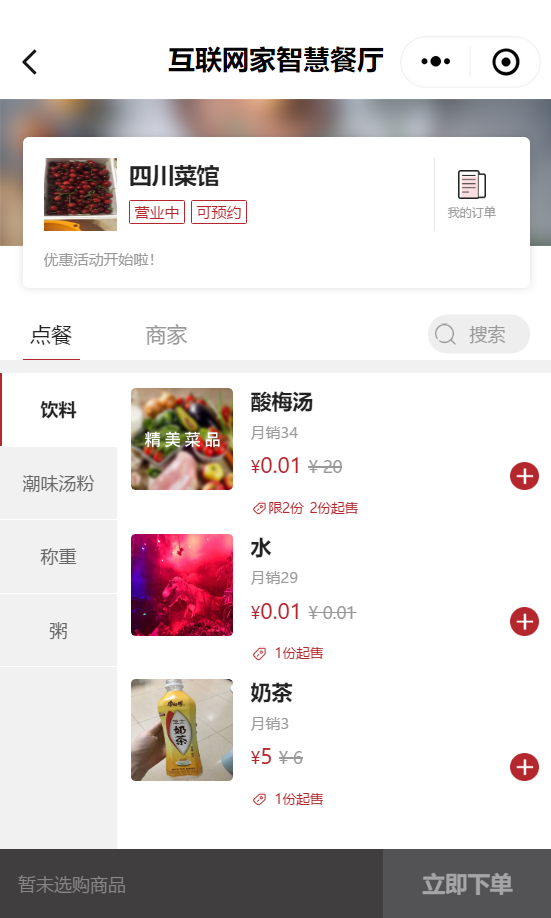 互联网家智慧餐厅
四川菜馆
营业中 可预约
我的订单
优惠活动开始啦!
点餐 商家 搜索
饮料
潮味汤粉
称重
粥
精美菜品
酸梅汤
月销34
¥0.01 ¥20
限2份 2份起售
水
月销29
¥0.01 ¥0.01
1份起售
奶茶
奶茶
月销3
¥5 ¥6
1份起售
暂未选购商品 立即下单